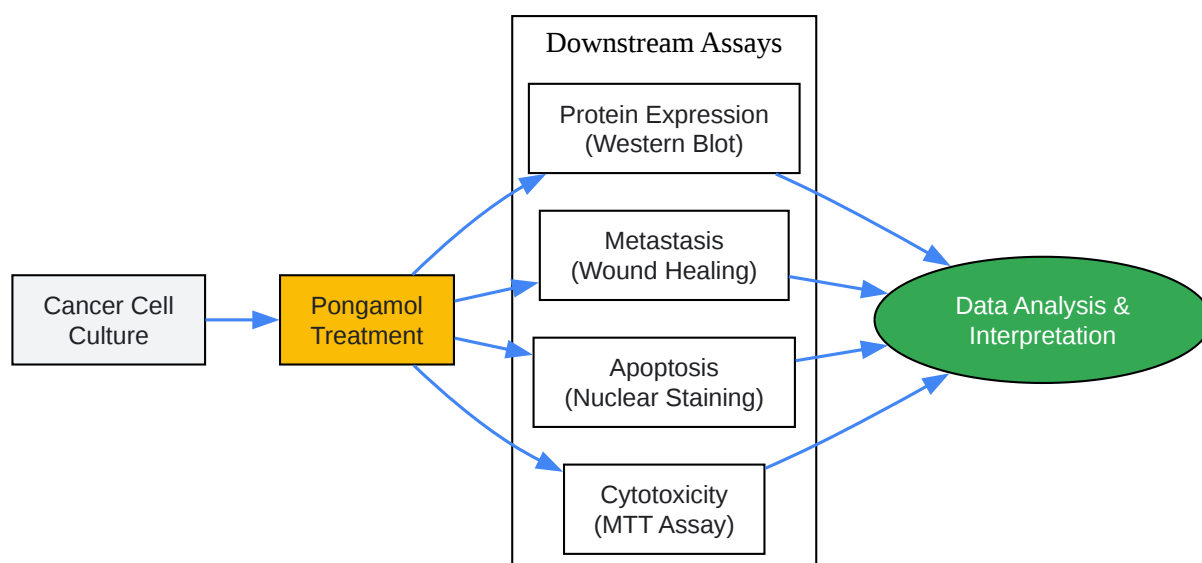 Downstream Assays
Protein Expression
(Western Blot)
Metastasis
(Wound Healing)
Cancer Cell
Culture
Pongamol
Treatment
Data Analysis &
Interpretation
Apoptosis
(Nuclear Staining)
Cytotoxicity
(MTT Assay)